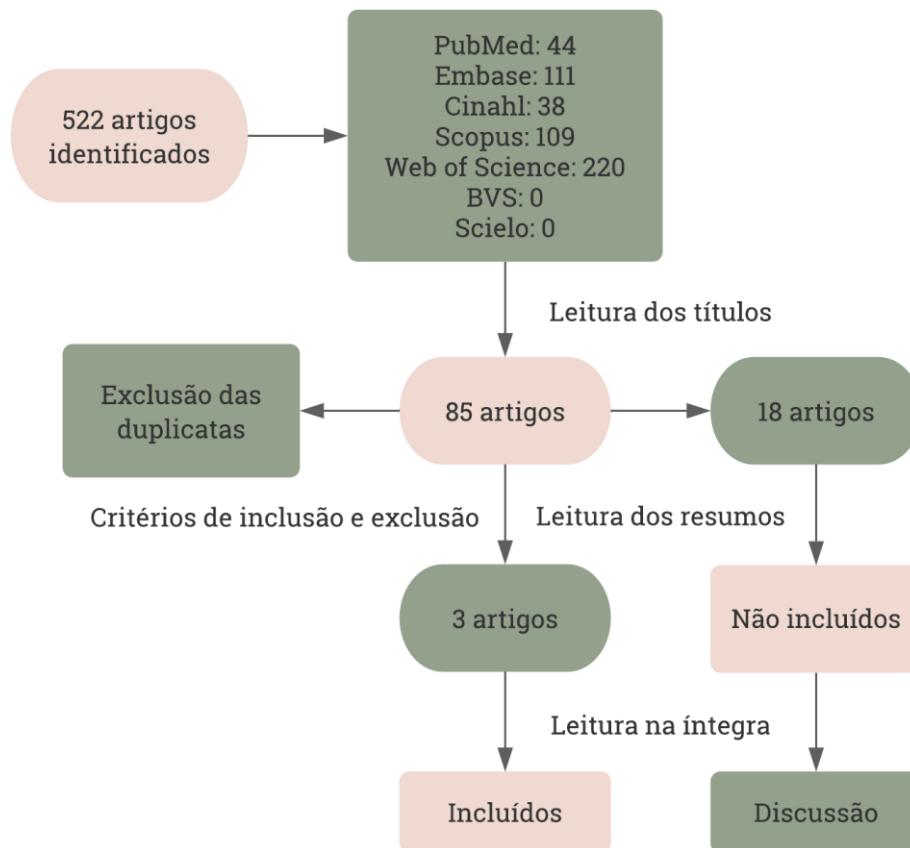 522 artigos
identificados
PubMed: 44
Embase: 111
Cinahl: 38
Scopus: 109
Web of Science: 220
BVS: 0
Scielo: 0
Leitura dos títulos
Exclusão das
duplicatas
85 artigos
18 artigos
Critérios de inclusão e exclusão
Leitura dos resumos
3 artigos
Não incluídos
Leitura na íntegra
Incluídos
Discussão